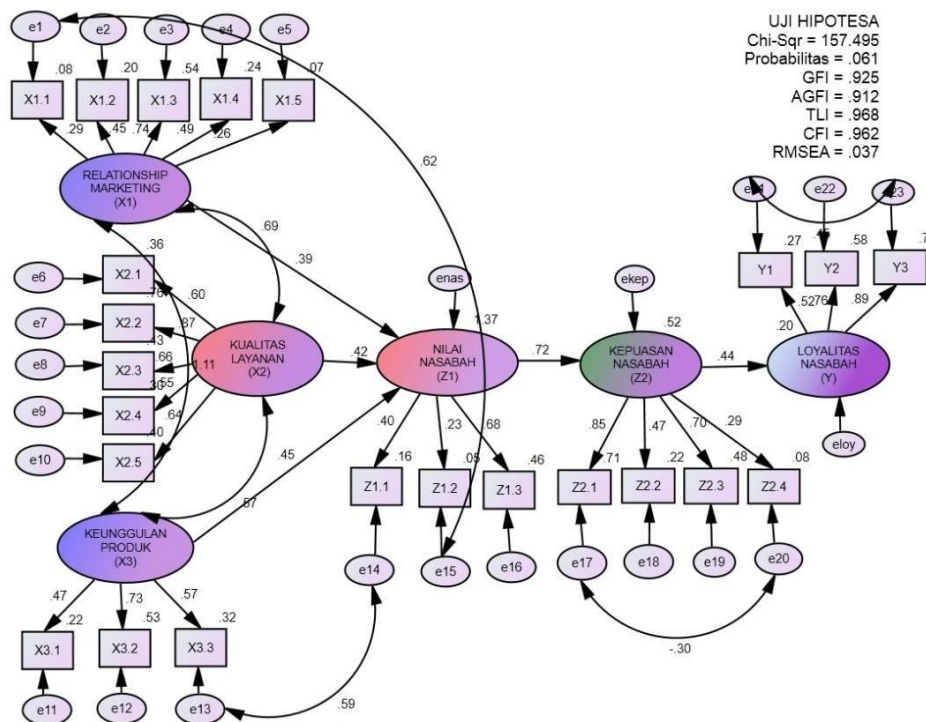 UJI HIPOTESA
Chi-Sqr = 157.495
Probabilitas = .061
GFI = .925
AGFI = .912
TLI = .968
CFI = .962
RMSEA = .037
e1
e2
e3
e4
e5
.08
.20
.54
.24
.07
X1.1
X1.2
X1.3
X1.4
X1.5
.29
.45
.74
.49
.26
RELATIONSHIP
MARKETING
(X1)
.62
.69
.39
.36
e6
X2.1
.60
e7
X2.2
.87
e8
X2.3
.66
e9
X2.4
.55
e10
X2.5
.64
.40
1.11
KUALITAS
LAYANAN
(X2)
.42
.45
.57
KEUNGGULAN
PRODUK
(X3)
.47
.73
.57
.22
.53
.32
X3.1
X3.2
X3.3
e11
e12
e13
.59
enas
1.37
NILAI
NASABAH
(Z1)
.72
.40
.23
.68
.16
.05
.46
Z1.1
Z1.2
Z1.3
e14
e15
e16
ekep
.52
KEPUASAN
NASABAH
(Z2)
.44
.85
.47
.70
.29
.71
.22
.48
.08
Z2.1
Z2.2
Z2.3
Z2.4
e17
e18
e19
e20
-.30
e22
.27
.58
Y1
Y2
Y3
.52
.76
.89
.20
LOYALITAS
NASABAH
(Y)
eloy